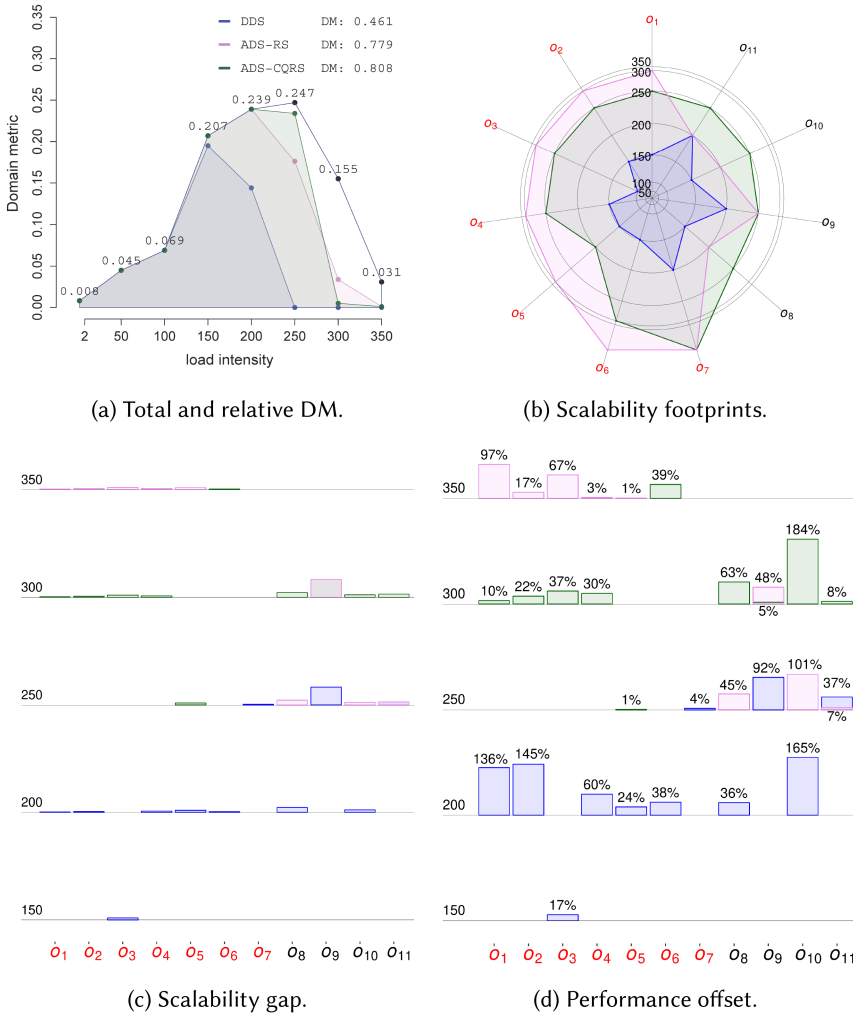 0.35
0.30
0.25
0.20
0.15
0.10
0.05
0.00
Domain metric
DDS DM: 0.461
ADS-RS DM: 0.779
ADS-CQRS DM: 0.808
0.008
0.045
0.069
0.207
0.239
0.247
0.155
0.031
2 50 100 150 200 250 300 350
load intensity
(a) Total and relative DM.
O1
O2
O3
O4
O5
O6
O7
O8
O9
O10
O11
350
300
250
200
150
100
50
(b) Scalability footprints.
350
300
250
200
150
O1 O2 O3 O4 O5 O6 O7 O8 O9 O10 O11
(c) Scalability gap.
350 97% 17% 67% 3% 1% 39%
300 10% 22% 37% 30% 63% 48% 5% 184% 8%
250 1% 4% 45% 92% 101% 37% 7%
200 136% 145% 60% 24% 38% 36% 165%
150 17%
O1 O2 O3 O4 O5 O6 O7 O8 O9 O10 O11
(d) Performance offset.